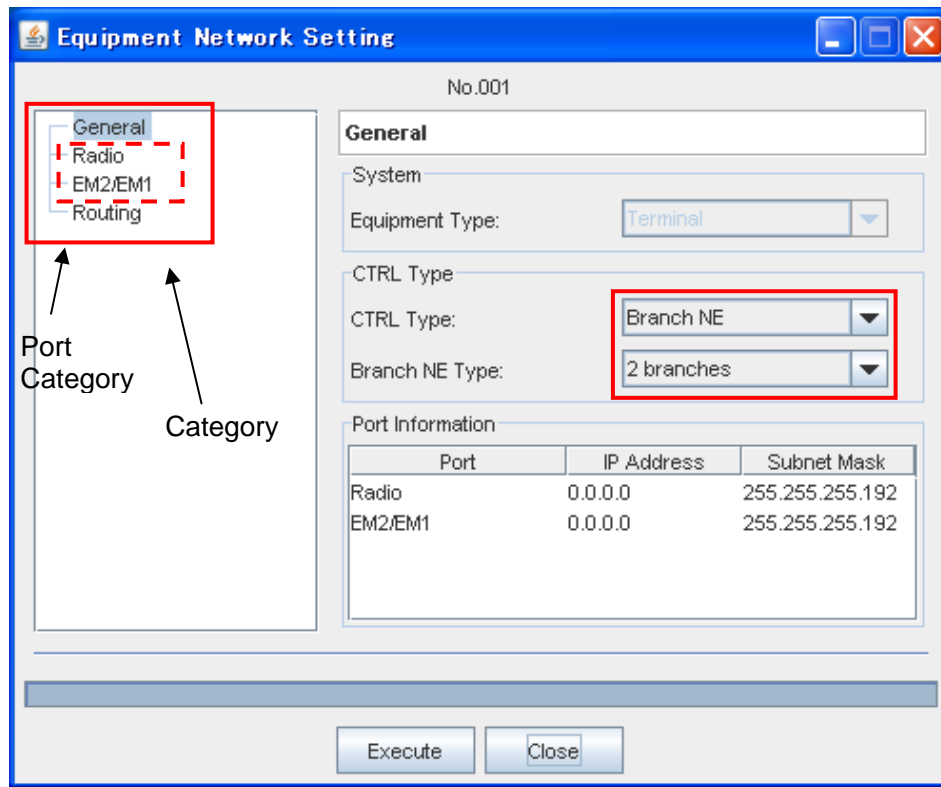 Equipment Network Setting
No.001
General
Radio
EM2/EM1
Routing
Port
Category
Category
General
System
Equipment Type: Terminal
CTRL Type
CTRL Type: Branch NE
Branch NE Type: 2 branches
Port Information
Port IP Address Subnet Mask
Radio 0.0.0.0 255.255.255.192
EM2/EM1 0.0.0.0 255.255.255.192
Execute Close